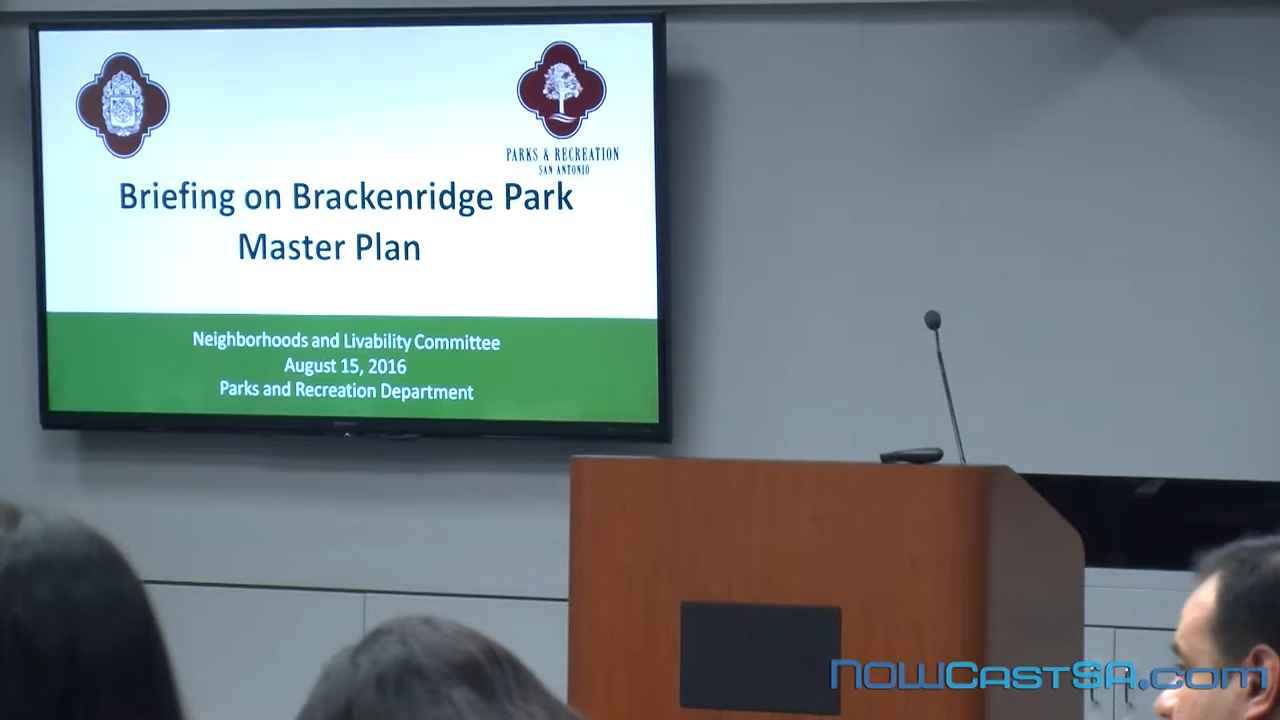 PARKS & RECREATION
SAN ANTONIO
Briefing on Brackenridge Park
Master Plan
Neighborhoods and Livability Committee
August 15, 2016
Parks and Recreation Department
NOWCASTSA.com